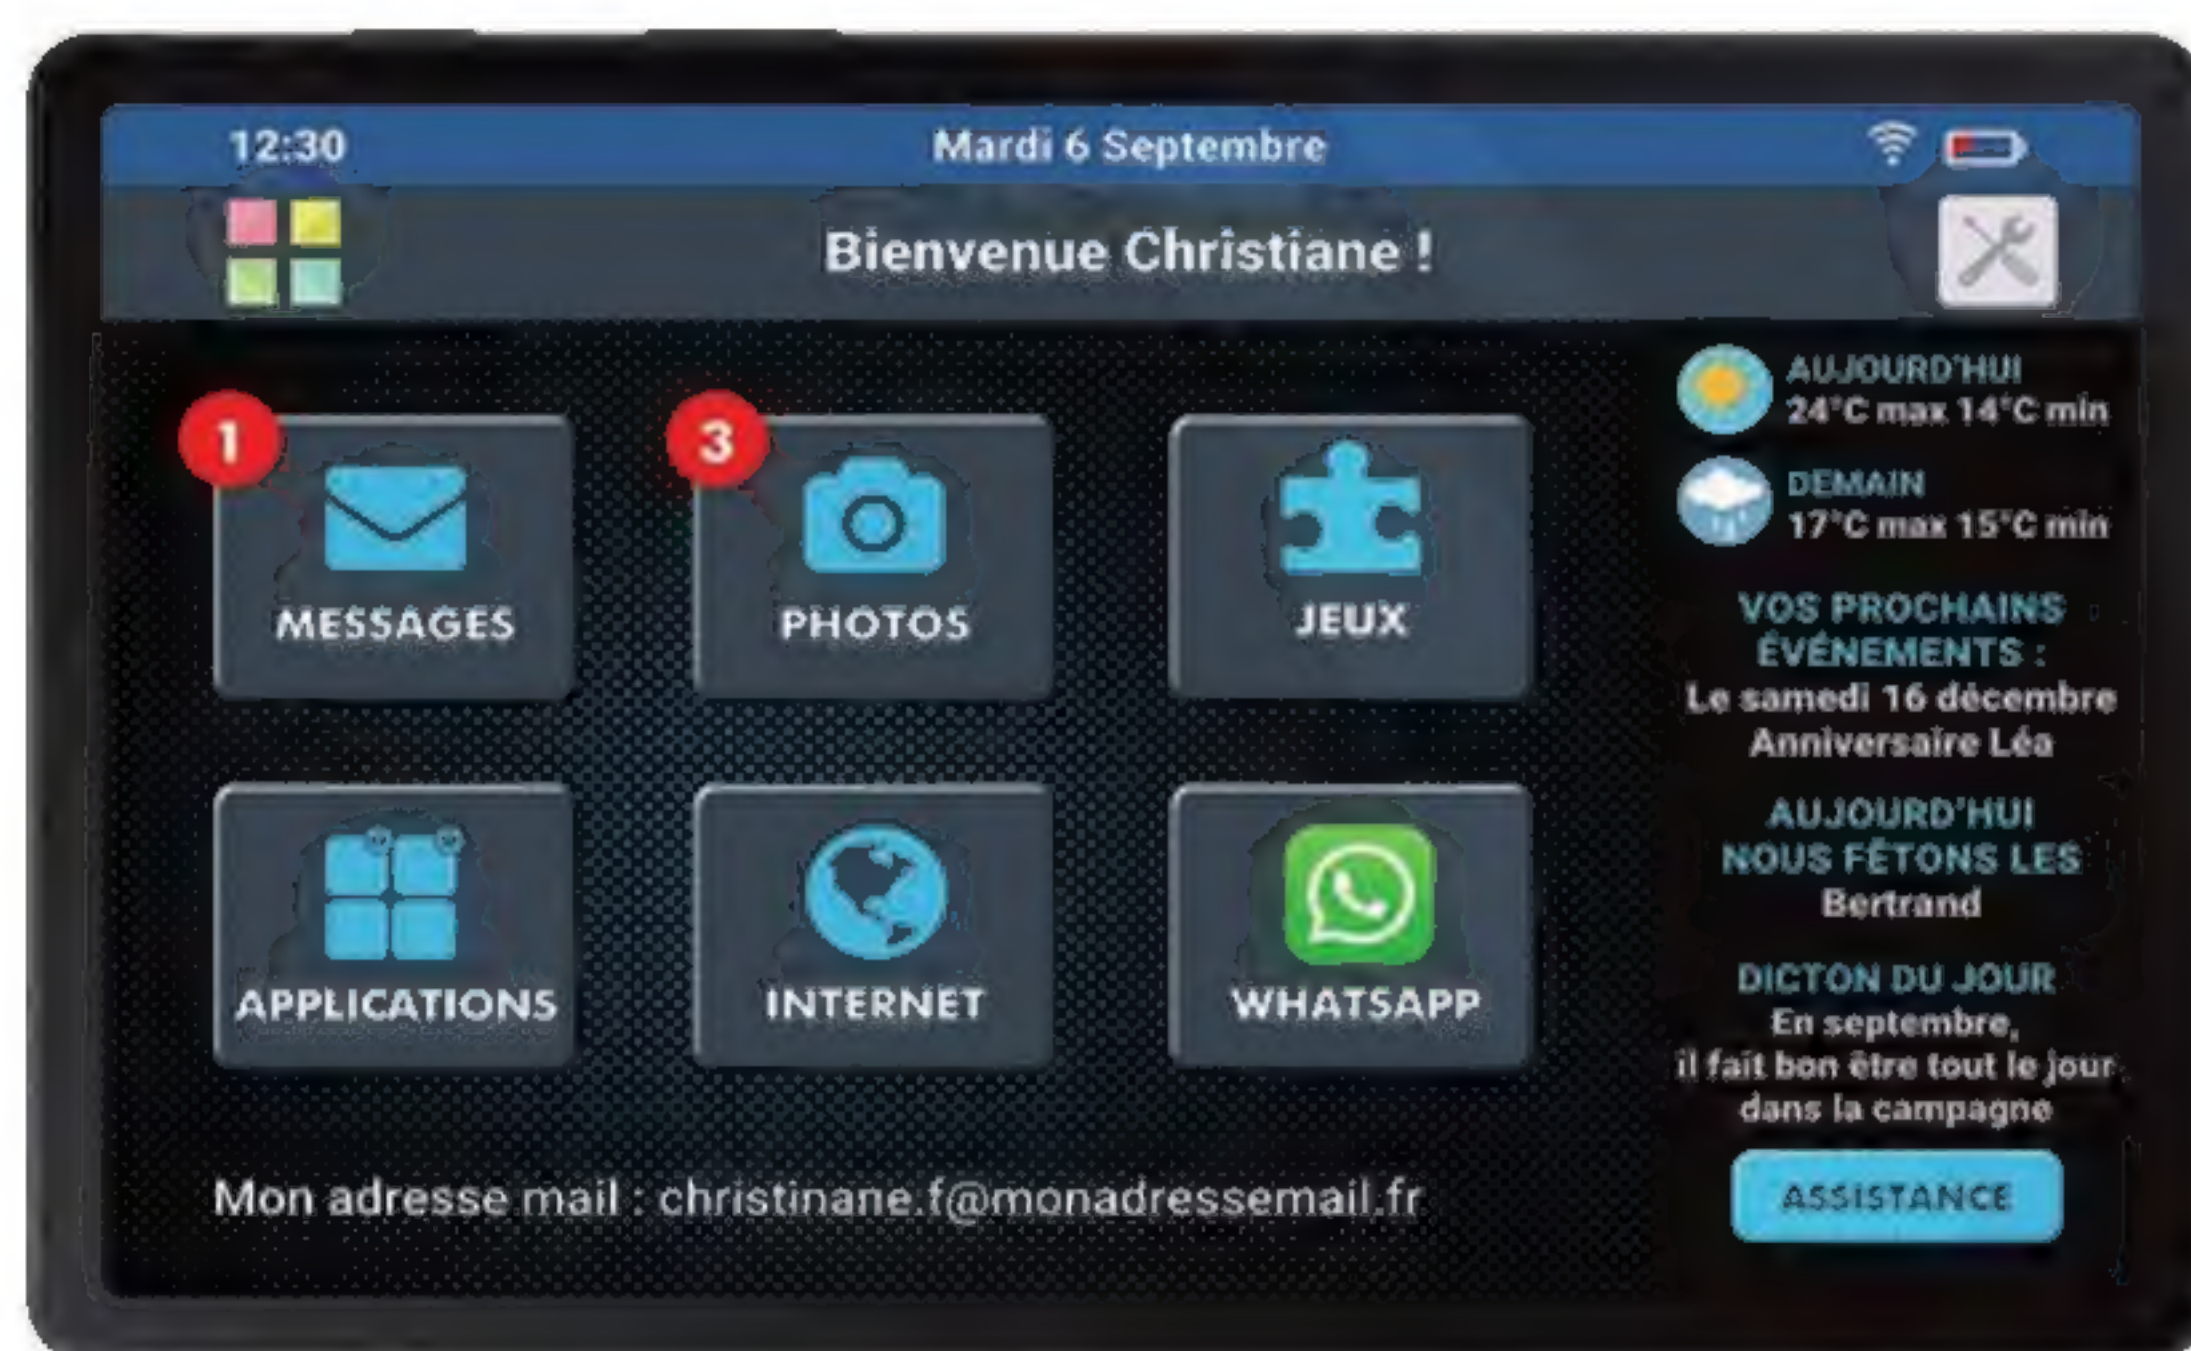 12:30
Mardi 6 Septembre
Bienvenue Christiane !
1
MESSAGES
3
PHOTOS
JEUX
APPLICATIONS
INTERNET
WHATSAPP
Mon adresse mail : christinane.f@monadressemail.fr
AUJOURD'HUI
24°C max 14°C min
DEMAIN
17°C max 15°C min
VOS PROCHAINS
ÉVÉNEMENTS :
Le samedi 16 décembre
Anniversaire Léa
AUJOURD'HUI
NOUS FÊTONS LES
Bertrand
DICTON DU JOUR
En septembre,
il fait bon être tout le jour
dans la campagne
ASSISTANCE